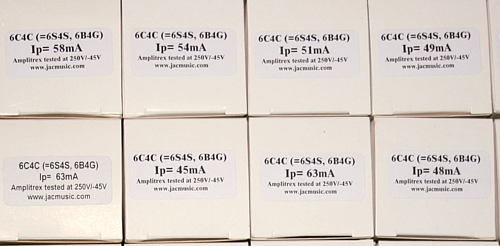 6C4C (=6S4S, 6B4G)
Ip= 58mA
Amplitrex tested at 250V/-45V
www.jacmusic.com
6C4C (=6S4S, 6B4G)
Ip= 54mA
Amplitrex tested at 250V/-45V
www.jacmusic.com
6C4C (=6S4S, 6B4G)
Ip= 51mA
Amplitrex tested at 250V/-45V
www.jacmusic.com
6C4C (=6S4S, 6B4G)
Ip= 49mA
Amplitrex tested at 250V/-45V
www.jacmusic.com
6C4C (=6S4S, 6B4G)
Ip= 63mA
Amplitrex tested at 250V/-45V
www.jacmusic.com
6C4C (=6S4S, 6B4G)
Ip= 45mA
Amplitrex tested at 250V/-45V
www.jacmusic.com
6C4C (=6S4S, 6B4G)
Ip= 63mA
Amplitrex tested at 250V/-45V
www.jacmusic.com
6C4C (=6S4S, 6B4G)
Ip= 48mA
Amplitrex tested at 250V/-45V
www.jacmusic.com